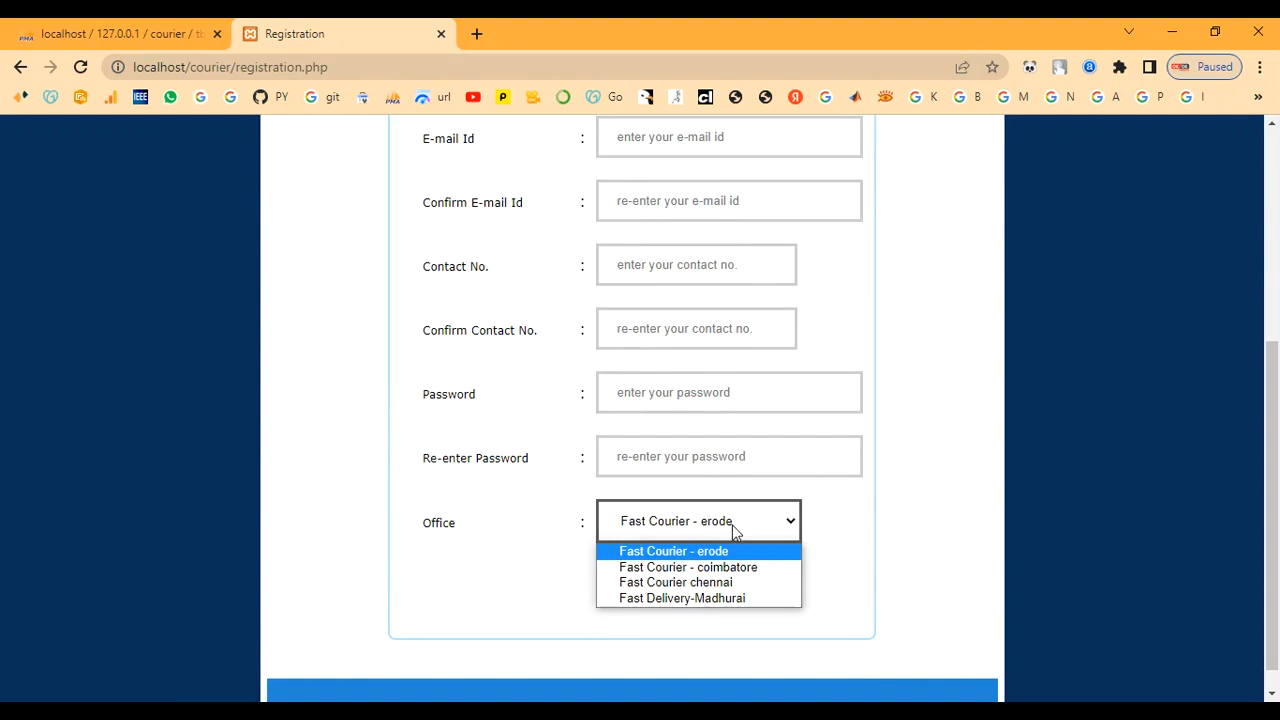 localhost / 127.0.0.1 / courier / tb
Registration
localhost/courier/registration.php
Paused
IEEE
PY
git
url
Go
K
B
M
N
A
P
I
»
E-mail Id : enter your e-mail id
Confirm E-mail Id : re-enter your e-mail id
Contact No. : enter your contact no.
Confirm Contact No. : re-enter your contact no.
Password : enter your password
Re-enter Password : re-enter your password
Office : Fast Courier - erode
Fast Courier - erode
Fast Courier - coimbatore
Fast Courier chennai
Fast Delivery-Madhurai